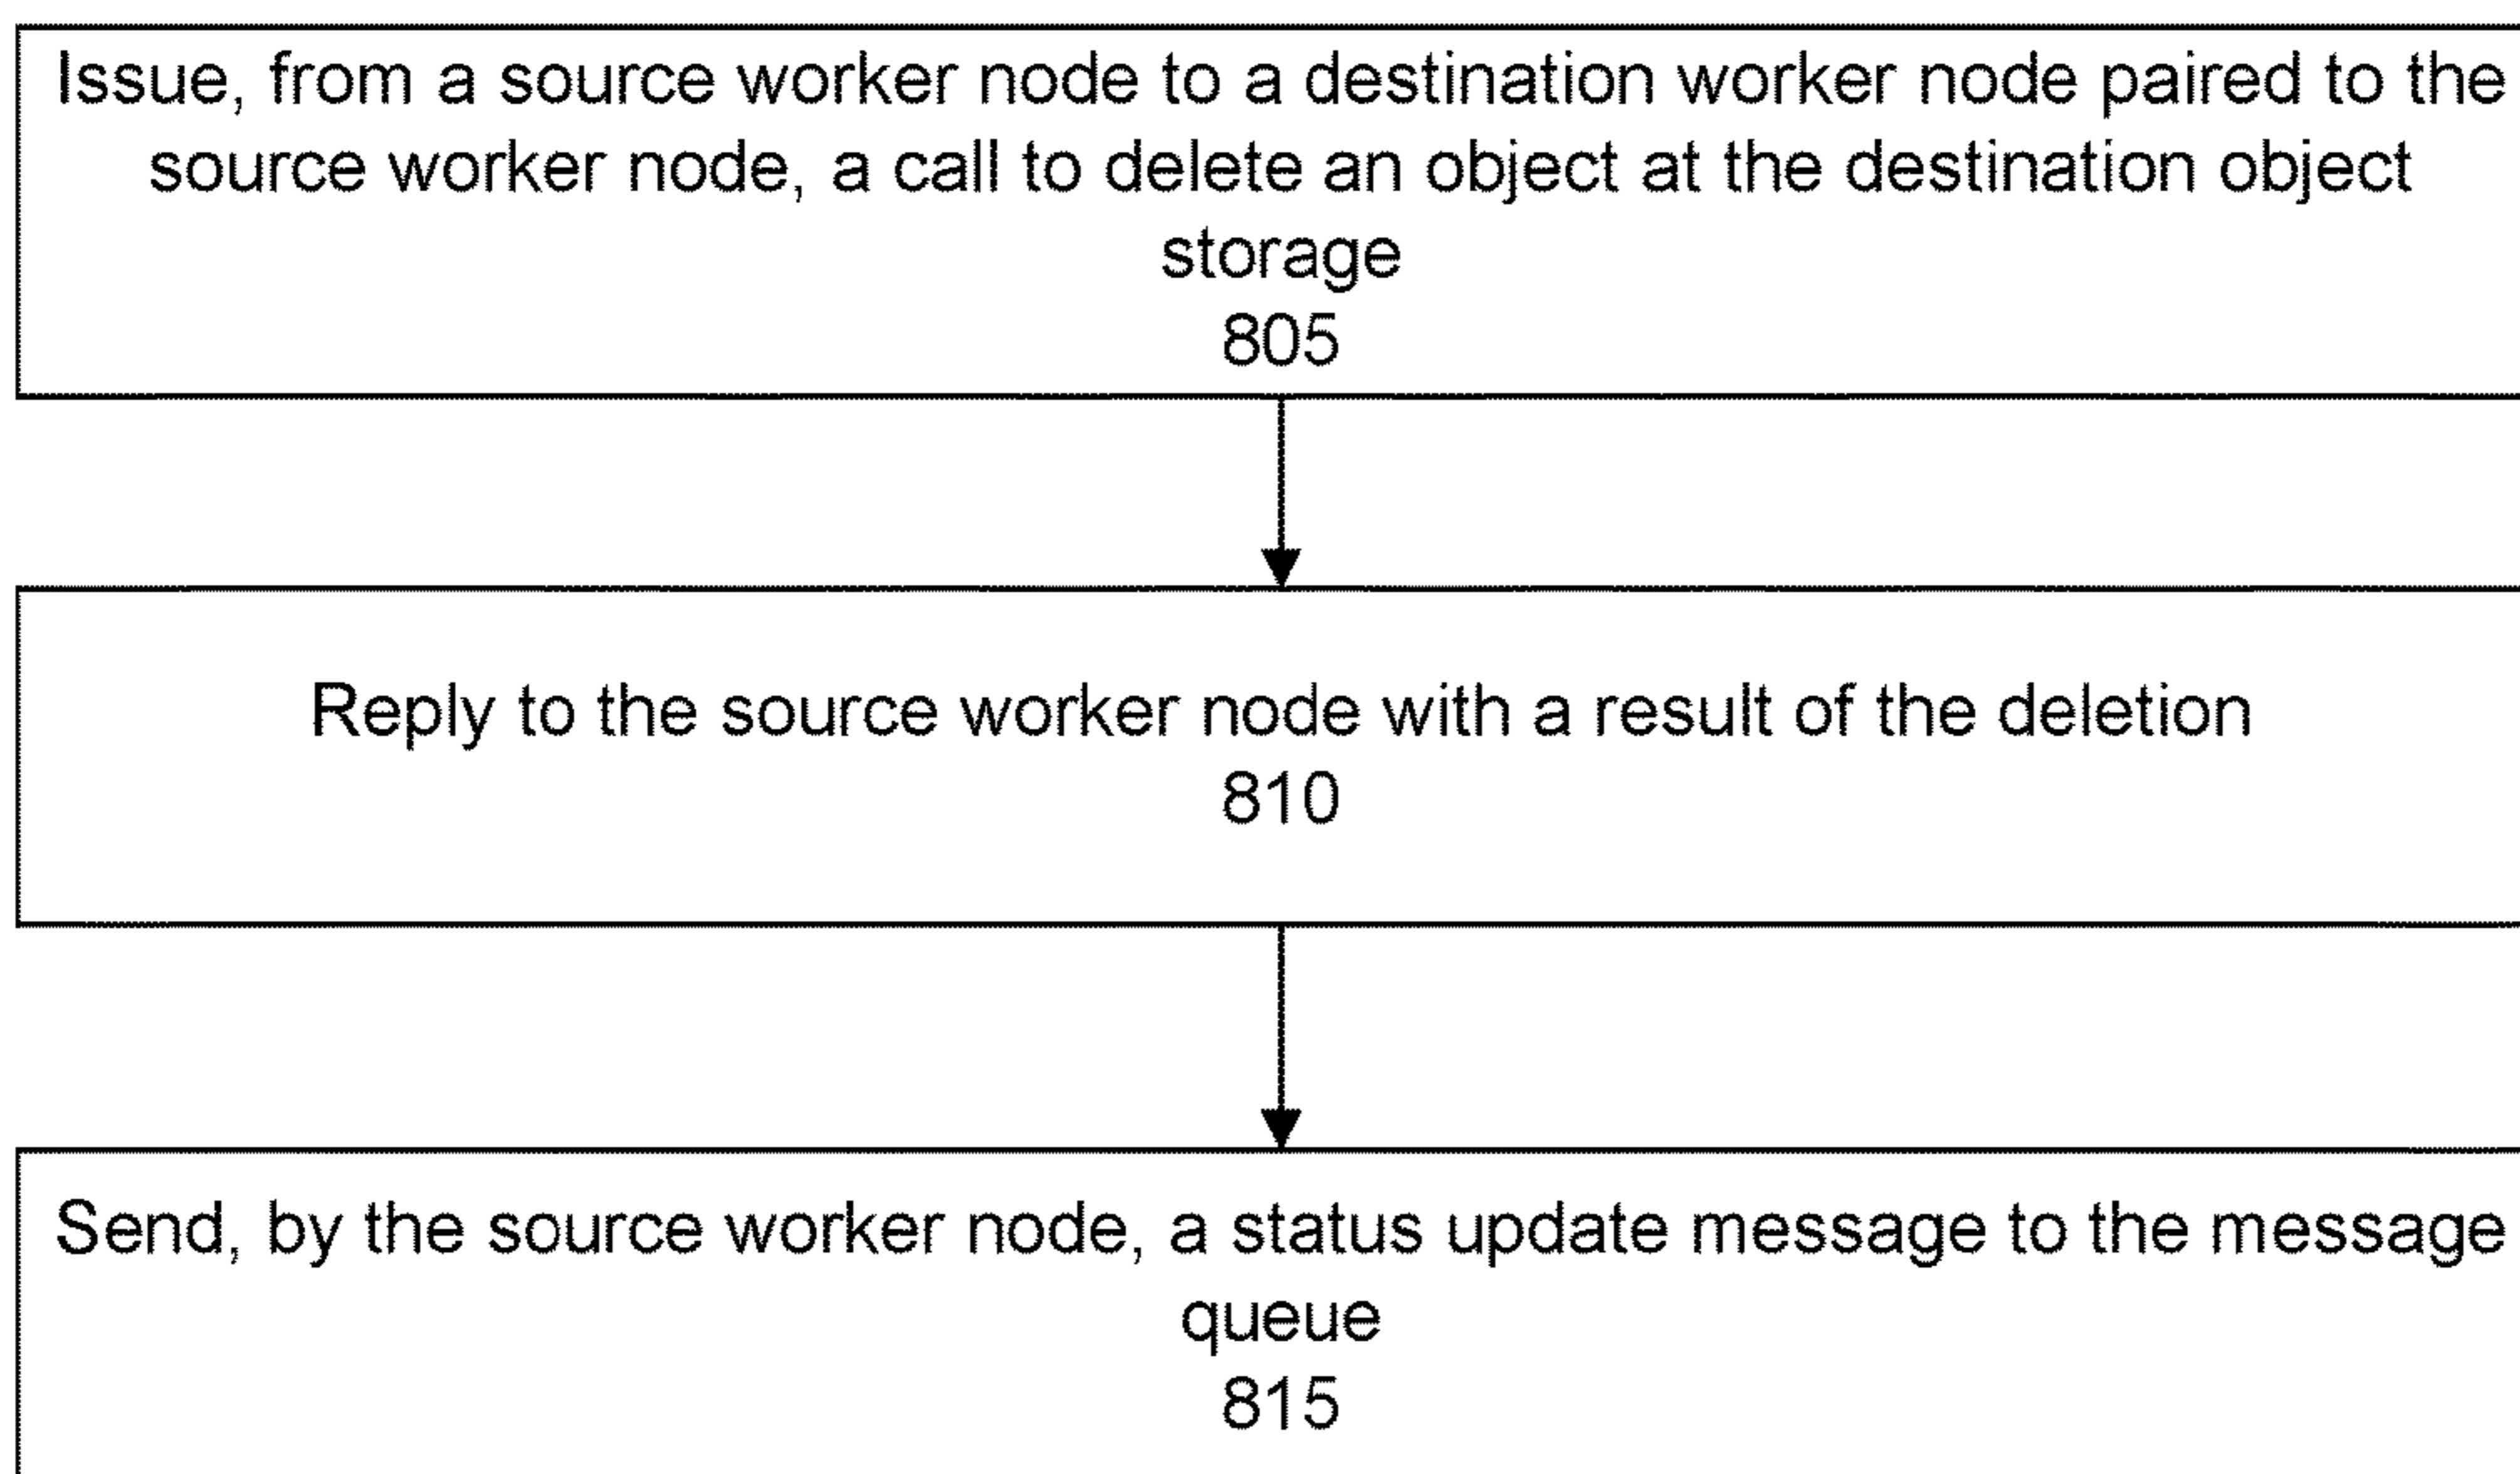 Issue, from a source worker node to a destination worker node paired to the
source worker node, a call to delete an object at the destination object
storage
805
Reply to the source worker node with a result of the deletion
810
Send, by the source worker node, a status update message to the message
queue
815